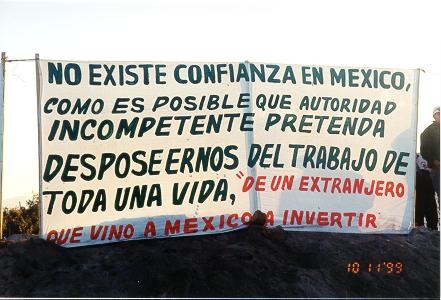 NO EXISTE CONFIANZA EN MEXICO,
COMO ES POSIBLE QUE AUTORIDAD
INCOMPETENTE PRETENDA
DESPOSEERNOS DEL TRABAJO DE
TODA UNA VIDA, "DE UN EXTRANJERO
QUE VINO A MEXICO A INVERTIR
10 11 '99